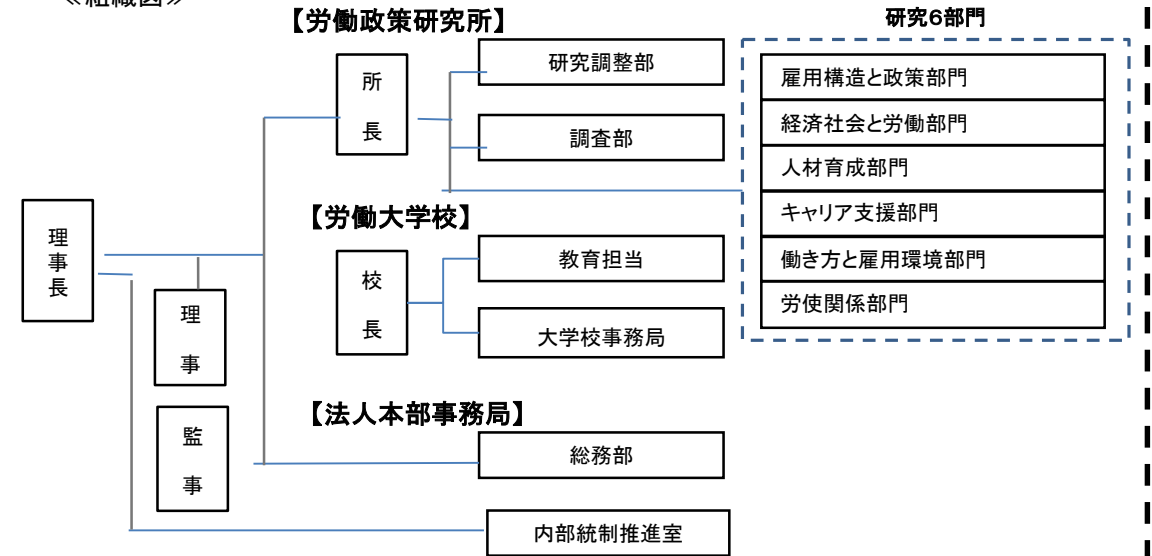 ≪組織図≫
【労働政策研究所】
研究6部門
所長
研究調整部
調査部
雇用構造と政策部門
経済社会と労働部門
人材育成部門
キャリア支援部門
働き方と雇用環境部門
労使関係部門
理事長
【労働大学校】
校長
教育担当
大学校事務局
理事
監事
【法人本部事務局】
総務部
内部統制推進室